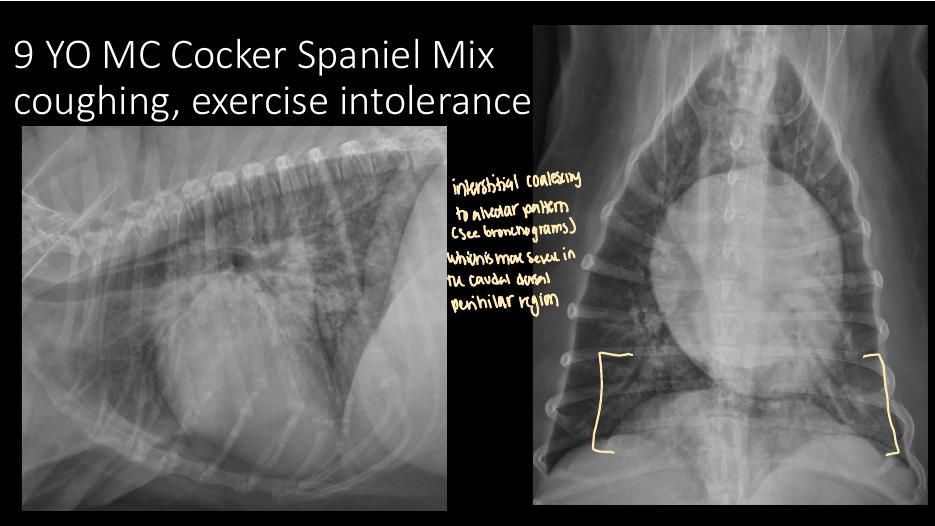 9 YO MC Cocker Spaniel Mix
coughing, exercise intolerance
interstitial coalescing
to alveolar pattern
(see bronchograms)
which is most severe in
the caudal dorsal
perihilar region